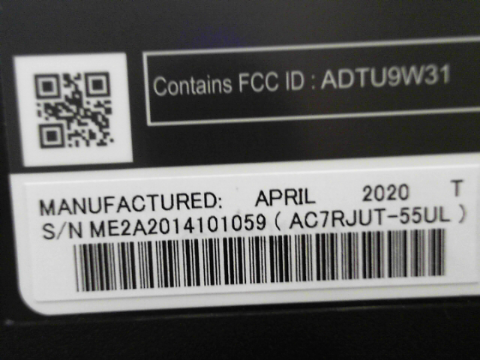 Contains FCC ID : ADTU9W31
MANUFACTURED: APRIL 2020 T
S/N ME2A2014101059 ( AC7RJUT-55UL )